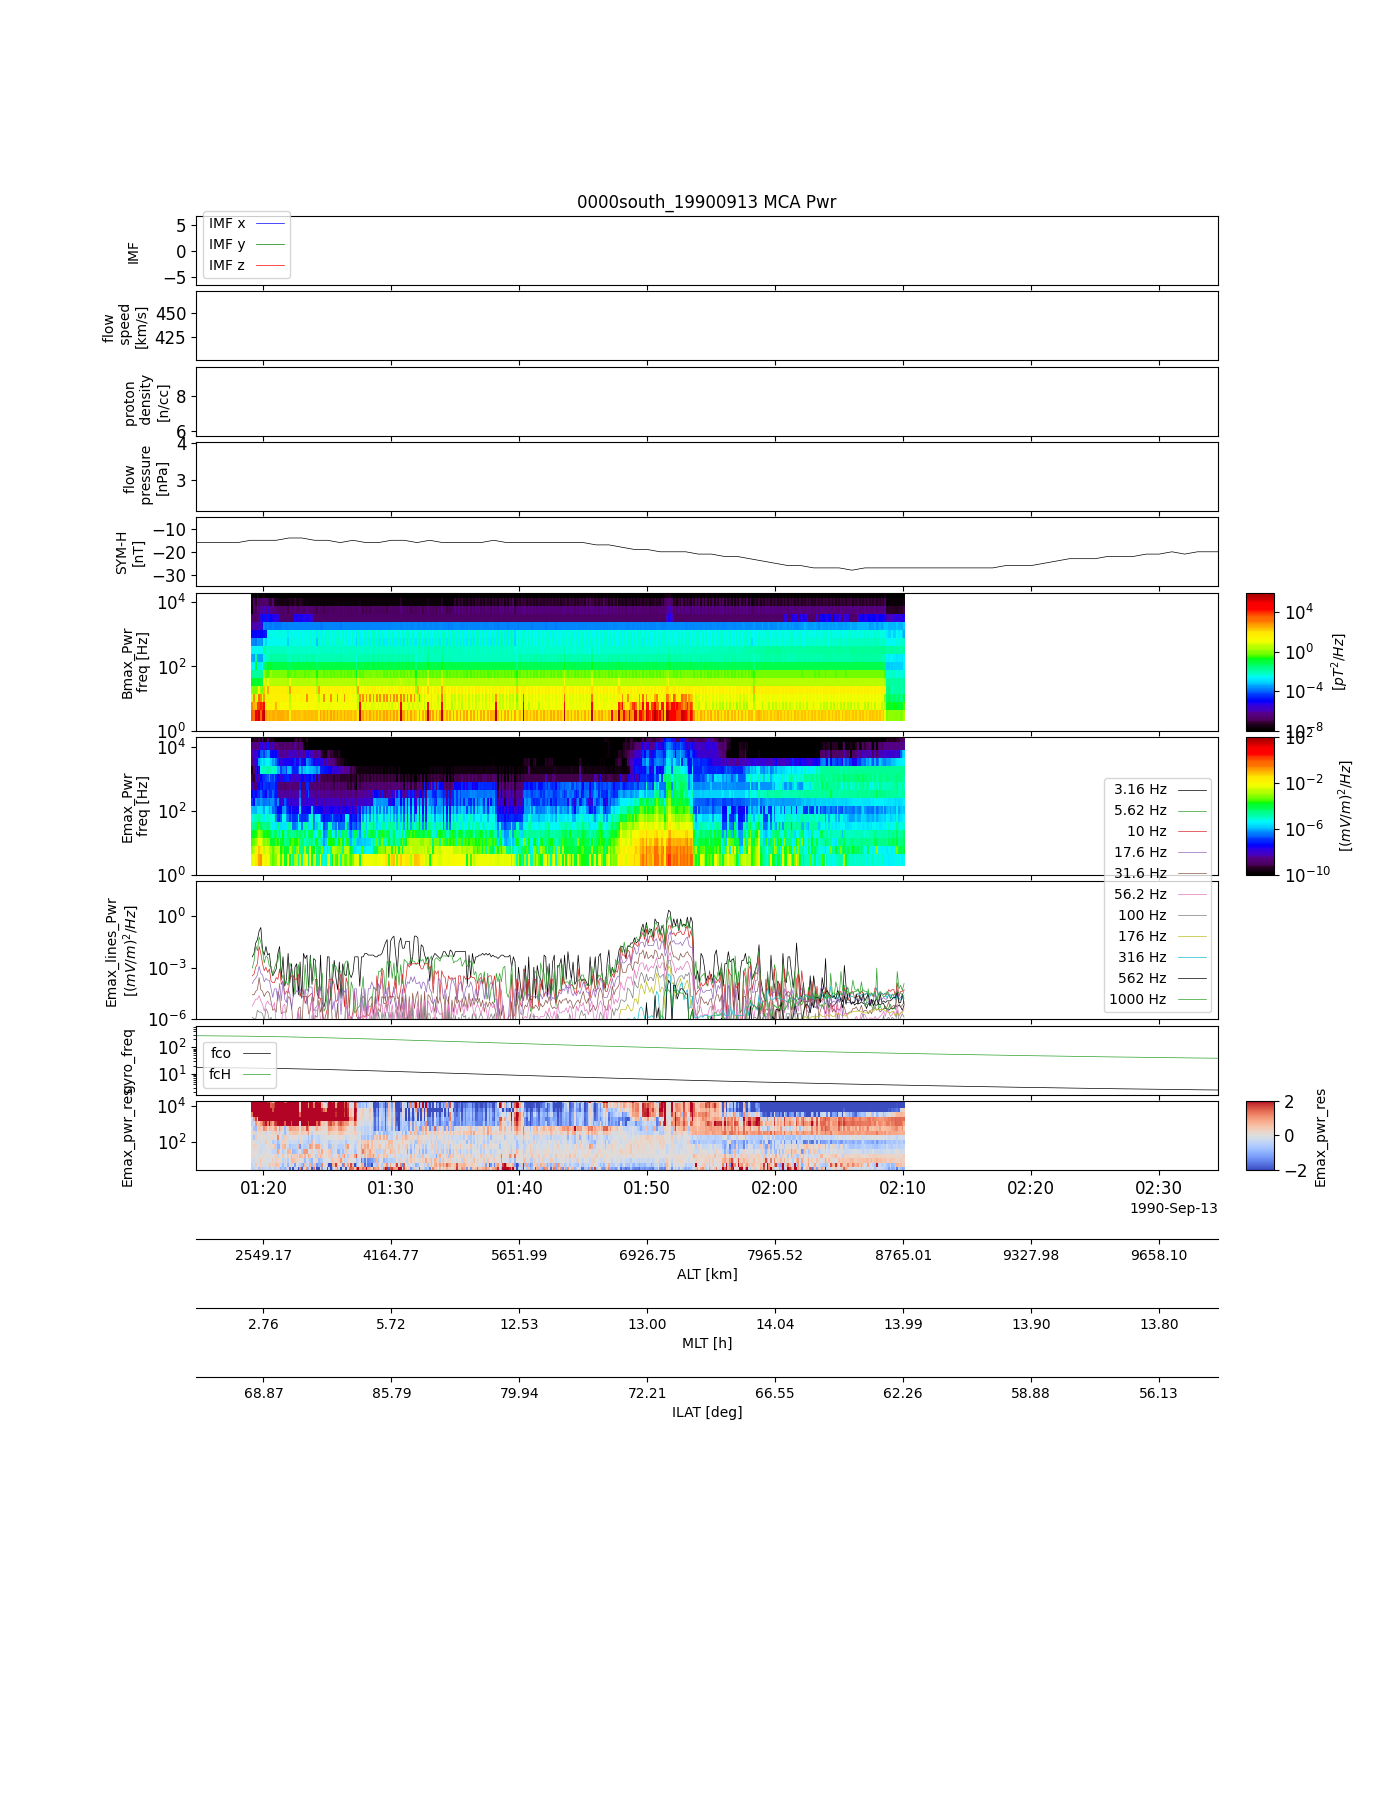 0000south_19900913 MCA Pwr
IMF
5
0
−5
IMF x
IMF y
IMF z
flow
speed
[km/s]
450
425
proton
density
[n/cc]
8
6
flow
pressure
[nPa]
4
3
SYM-H
[nT]
−10
−20
−30
Bmax_Pwr
freq [Hz]
10^4
10^2
10^0
10^4
10^0
10^−4
10^−8
[pT^2/Hz]
Emax_Pwr
freq [Hz]
10^4
10^2
10^0
10^2
10^−2
10^−6
10^−10
[(mV/m)^2/Hz]
3.16 Hz
5.62 Hz
10 Hz
17.6 Hz
31.6 Hz
56.2 Hz
100 Hz
176 Hz
316 Hz
562 Hz
1000 Hz
Emax_lines_Pwr
[(mV/m)^2/Hz]
10^0
10^−3
10^−6
gyro_freq
10^2
10^1
fco
fcH
Emax_pwr_res
10^4
10^2
2
0
−2
Emax_pwr_res
01:20 01:30 01:40 01:50 02:00 02:10 02:20 02:30
1990-Sep-13
2549.17 4164.77 5651.99 6926.75 7965.52 8765.01 9327.98 9658.10
ALT [km]
2.76 5.72 12.53 13.00 14.04 13.99 13.90 13.80
MLT [h]
68.87 85.79 79.94 72.21 66.55 62.26 58.88 56.13
ILAT [deg]